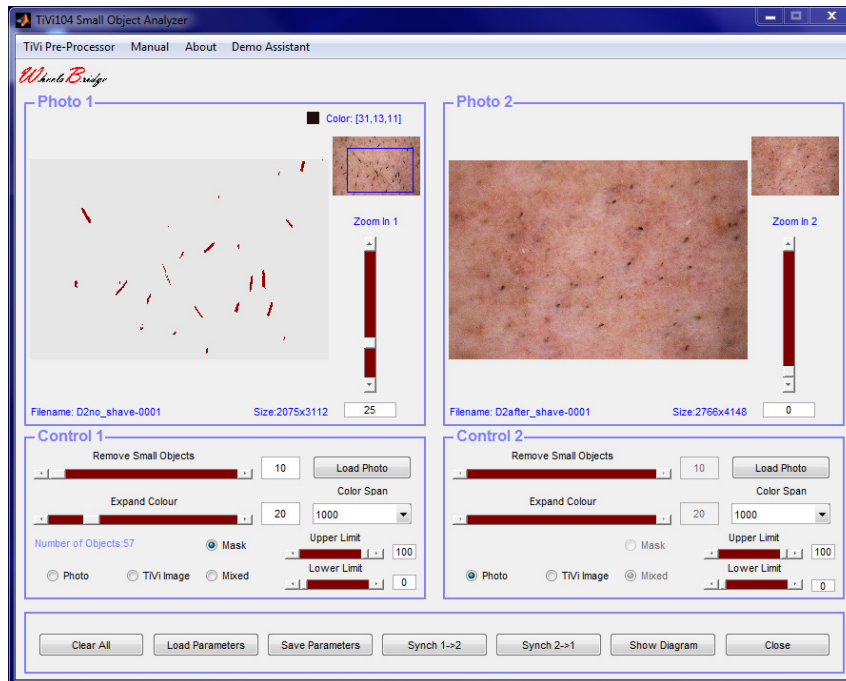 TiVi104 Small Object Analyzer
TiVi Pre-Processor Manual About Demo Assistant
Wheels Bridge
Photo 1
Color: [31,13,11]
Zoom In 1
Filename: D2no_shave-0001 Size:2075x3112 25
Photo 2
Zoom In 2
Filename: D2after_shave-0001 Size:2766x4148 0
Control 1
Remove Small Objects
10 Load Photo
Expand Colour Color Span
20 1000
Number of Objects:57 Mask Upper Limit 100
Photo TiVi Image Mixed Lower Limit 0
Control 2
Remove Small Objects
10 Load Photo
Expand Colour Color Span
20 1000
Mask Upper Limit 100
Photo TiVi Image Mixed Lower Limit 0
Clear All Load Parameters Save Parameters Synch 1->2 Synch 2->1 Show Diagram Close